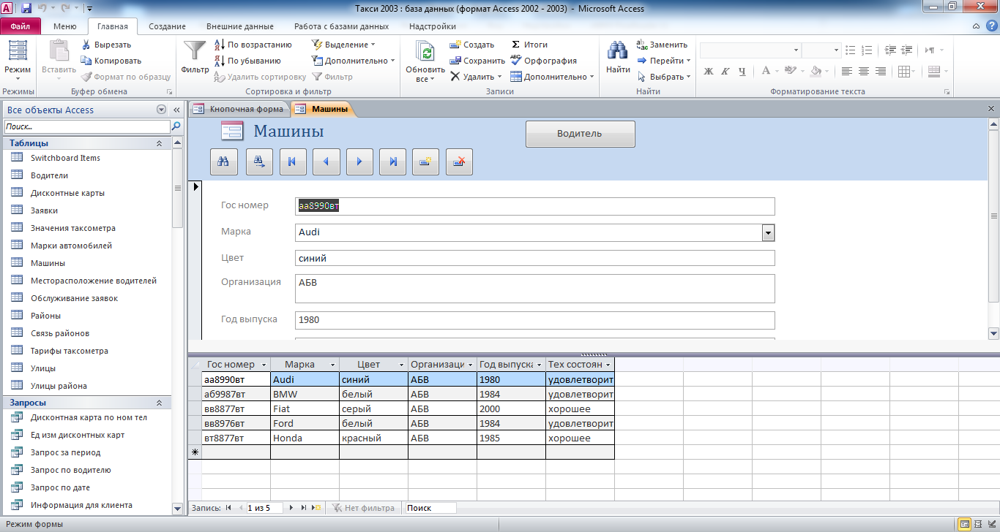 Такси 2003 : база данных (формат Access 2002 - 2003) - Microsoft Access
Файл Меню Главная Создание Внешние данные Работа с базами данных Надстройки
Режим
Режимы
Вставить
Вырезать
Копировать
Формат по образцу
Буфер обмена
Фильтр
По возрастанию
По убыванию
Удалить сортировку
Выделение
Дополнительно
Фильтр
Сортировка и фильтр
Обновить
все
Создать
Сохранить
Удалить
Итоги
Орфография
Дополнительно
Записи
Найти
Заменить
Перейти
Выбрать
Найти
Ж К Ч А
Форматирование текста
Все объекты Access
Поиск...
Таблицы
Switchboard Items
Водители
Дисконтные карты
Заявки
Значения таксометра
Марки автомобилей
Машины
Месторасположение водителей
Обслуживание заявок
Районы
Связь районов
Тарифы таксометра
Улицы
Улицы района
Запросы
Дисконтная карта по ном тел
Ед изм дисконтных карт
Запрос за период
Запрос по водителю
Запрос по дате
Информация для клиента
Кнопочная форма Машины
Машины
Водитель
Гос номер аа8990вт
Марка Audi
Цвет синий
Организация АБВ
Год выпуска 1980
Гос номер Марка Цвет Организаци Год выпуска Тех состоян
аа8990вт Audi синий АБВ 1980 удовлетворит
аб9987вт BMW белый АБВ 1984 удовлетворит
вв8877вт Fiat серый АБВ 2000 хорошее
вв8976вт Ford белый АБВ 1984 удовлетворит
вт8877вт Honda красный АБВ 1985 хорошее
Запись: 1 из 5 Нет фильтра Поиск
Режим формы